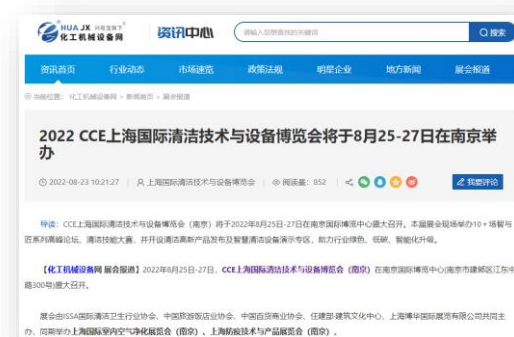 HUA JX 兴旺宝旗下
化工机械设备网
资讯中心
请输入您想查找的关键词
搜索
资讯首页 行业动态 市场速览 政策法规 明星企业 地方新闻 展会报道
当前位置: 化工机械设备网 > 新闻首页 > 展会报道
2022 CCE上海国际清洁技术与设备博览会将于8月25-27日在南京举
办
2022-08-23 10:21:27 上海国际清洁技术与设备博览会 阅读量: 852
我要评论
导读: CCE上海国际清洁技术与设备博览会 (南京) 将于2022年8月25日-27日在南京国际博览中心盛大召开。本届展会现场举办10+场智与
匠系列高峰论坛、清洁技能大赛、并开设清洁高新产品发布及智慧清洁设备演示专区, 助力行业绿色、低碳、智能化升级。
【化工机械设备网 展会报道】2022年8月25日-27日, CCE上海国际清洁技术与设备博览会 (南京) 在南京国际博览中心(南京市建邺区江东中
路300号)盛大召开。
展会由ISSA国际清洁卫生行业协会、中国旅游饭店业协会、中国百货商业协会、住建部·建筑文化中心、上海博华国际展览有限公司共同主
办, 同期举办上海国际室内空气净化展览会 (南京) 、上海防疫技术与产品展览会 (南京) 。